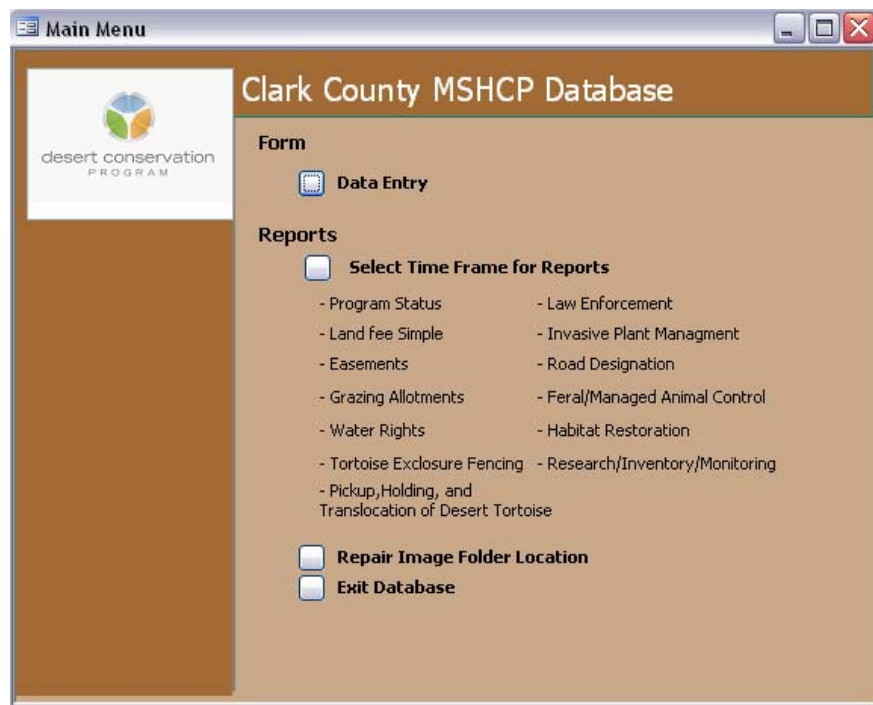 Main Menu
Clark County MSHCP Database
desert conservation
PROGRAM
Form
Data Entry
Reports
Select Time Frame for Reports
- Program Status
- Law Enforcement
- Land fee Simple
- Invasive Plant Managment
- Easements
- Road Designation
- Grazing Allotments
- Feral/Managed Animal Control
- Water Rights
- Habitat Restoration
- Tortoise Exclosure Fencing
- Research/Inventory/Monitoring
- Pickup,Holding, and
Translocation of Desert Tortoise
Repair Image Folder Location
Exit Database